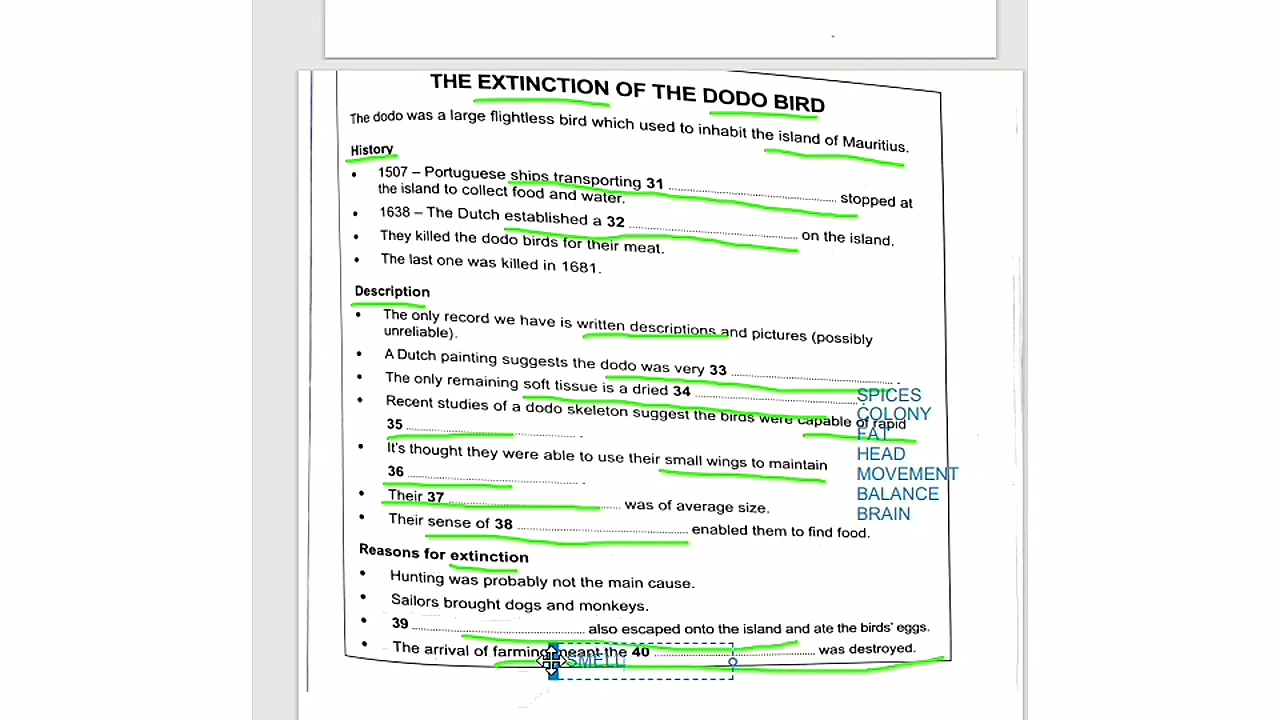 THE EXTINCTION OF THE DODO BIRD
The dodo was a large flightless bird which used to inhabit the island of Mauritius.
History
• 1507 – Portuguese ships transporting 31 .................... stopped at
the island to collect food and water.
• 1638 – The Dutch established a 32 .................... on the island.
• They killed the dodo birds for their meat.
• The last one was killed in 1681.
Description
• The only record we have is written descriptions and pictures (possibly
unreliable).
• A Dutch painting suggests the dodo was very 33 .................... .
• The only remaining soft tissue is a dried 34 .................... .
SPICES
• Recent studies of a dodo skeleton suggest the birds were capable of rapid
COLONY
35 .................... .
FAT
• It's thought they were able to use their small wings to maintain
HEAD
36 .................... .
MOVEMENT
• Their 37 .................... was of average size.
BALANCE
• Their sense of 38 .................... enabled them to find food.
BRAIN
Reasons for extinction
• Hunting was probably not the main cause.
• Sailors brought dogs and monkeys.
• 39 .................... also escaped onto the island and ate the birds' eggs.
• The arrival of farming meant the 40 .................... was destroyed.
SMELL